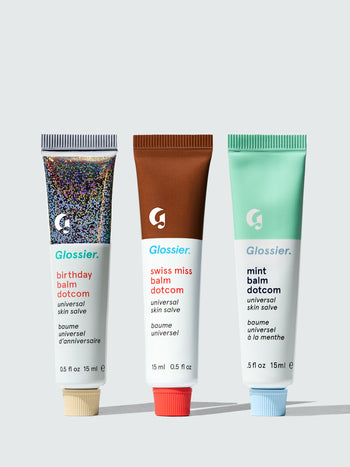 Glossier.
birthday
balm
dotcom
universal
skin salve
baume
universel
d'anniversaire
0.5 fl oz 15 ml e
Glossier.
swiss miss
balm
dotcom
universal
skin salve
baume
universel
15 ml 0.5 fl oz
Glossier.
mint
balm
dotcom
universal
skin salve
baume
universel
à la menthe
.5 fl oz 15 ml e